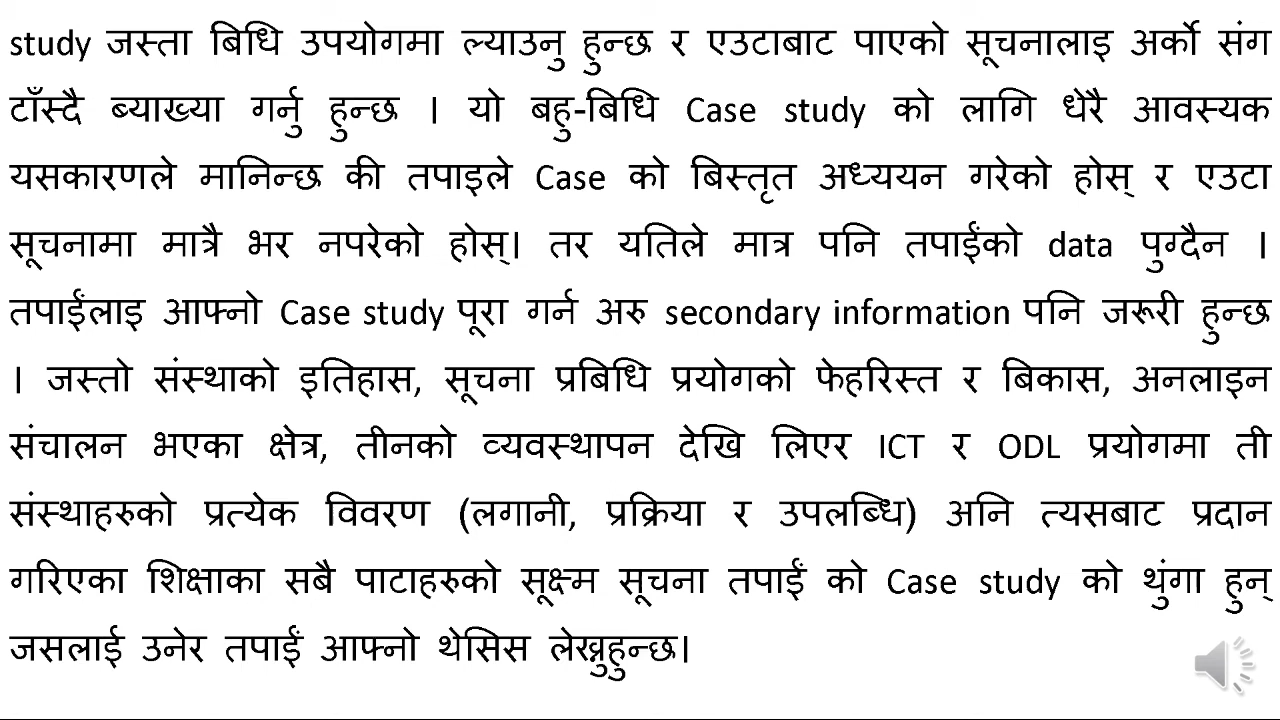 study जस्ता बिधि उपयोगमा ल्याउनु हुन्छ र एउटाबाट पाएको सूचनालाइ अर्को संग
टाँस्दै ब्याख्या गर्नु हुन्छ । यो बहु-बिधि Case study को लागि धेरै आवस्यक
यसकारणले मानिन्छ की तपाइले Case को बिस्तृत अध्ययन गरेको होस् र एउटा
सूचनामा मात्रै भर नपरेको होस्। तर यतिले मात्र पनि तपाईंको data पुग्दैन ।
तपाईंलाइ आफ्नो Case study पूरा गर्न अरु secondary information पनि जरूरी हुन्छ
। जस्तो संस्थाको इतिहास, सूचना प्रबिधि प्रयोगको फेहरिस्त र बिकास, अनलाइन
संचालन भएका क्षेत्र, तीनको व्यवस्थापन देखि लिएर ICT र ODL प्रयोगमा ती
संस्थाहरुको प्रत्येक विवरण (लगानी, प्रक्रिया र उपलब्धि) अनि त्यसबाट प्रदान
गरिएका शिक्षाका सबै पाटाहरुको सूक्ष्म सूचना तपाईं को Case study को थुंगा हुन्
जसलाई उनेर तपाईं आफ्नो थेसिस लेख्नुहुन्छ।